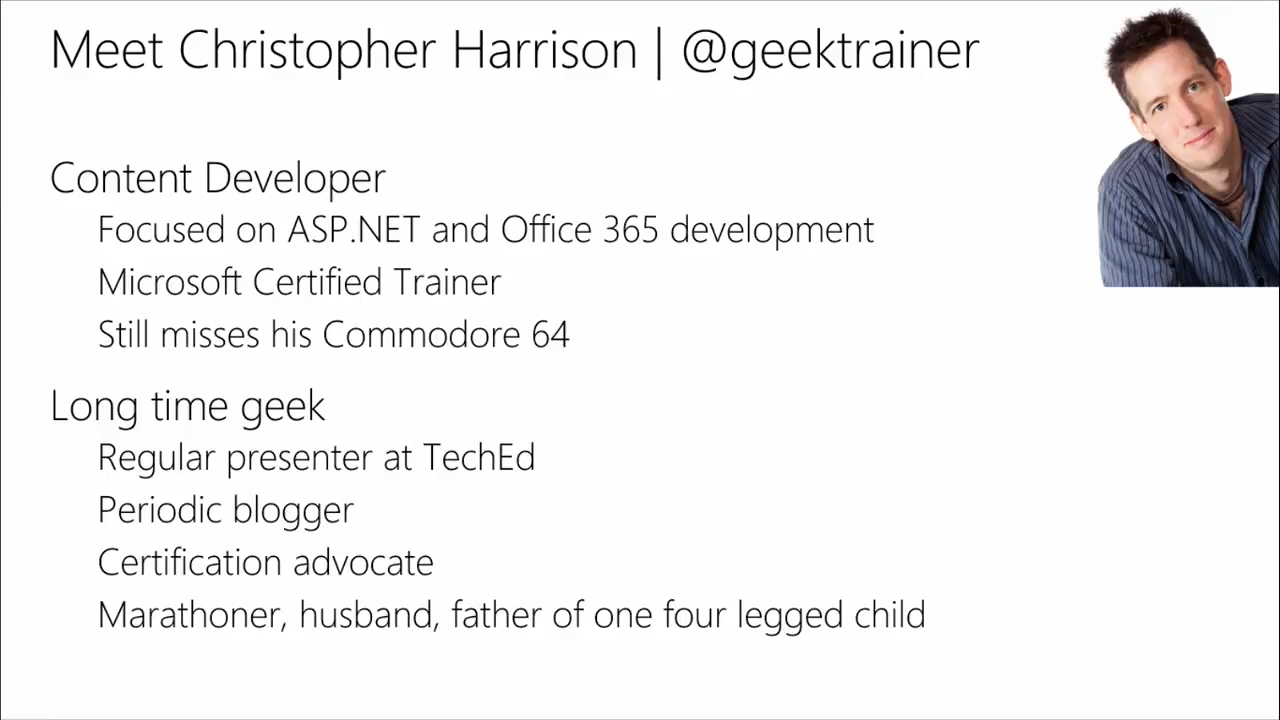 Meet Christopher Harrison | @geektrainer
Content Developer
Focused on ASP.NET and Office 365 development
Microsoft Certified Trainer
Still misses his Commodore 64
Long time geek
Regular presenter at TechEd
Periodic blogger
Certification advocate
Marathoner, husband, father of one four legged child